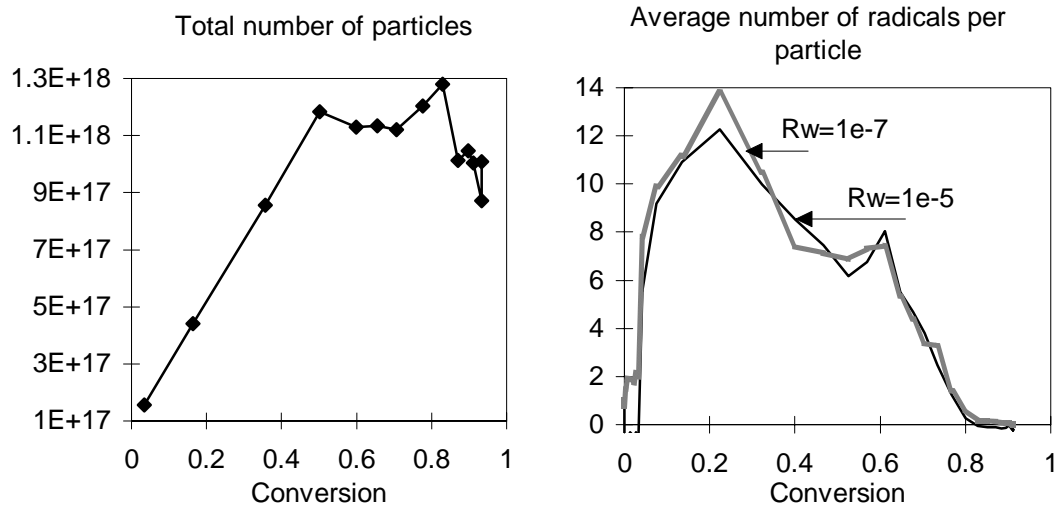 Total number of particles
1.3E+18
1.1E+18
9E+17
7E+17
5E+17
3E+17
1E+17
0 0.2 0.4 0.6 0.8 1
Conversion
Average number of radicals per
particle
14
12
10
8
6
4
2
0
Rw=1e-7
Rw=1e-5
0 0.2 0.4 0.6 0.8 1
Conversion